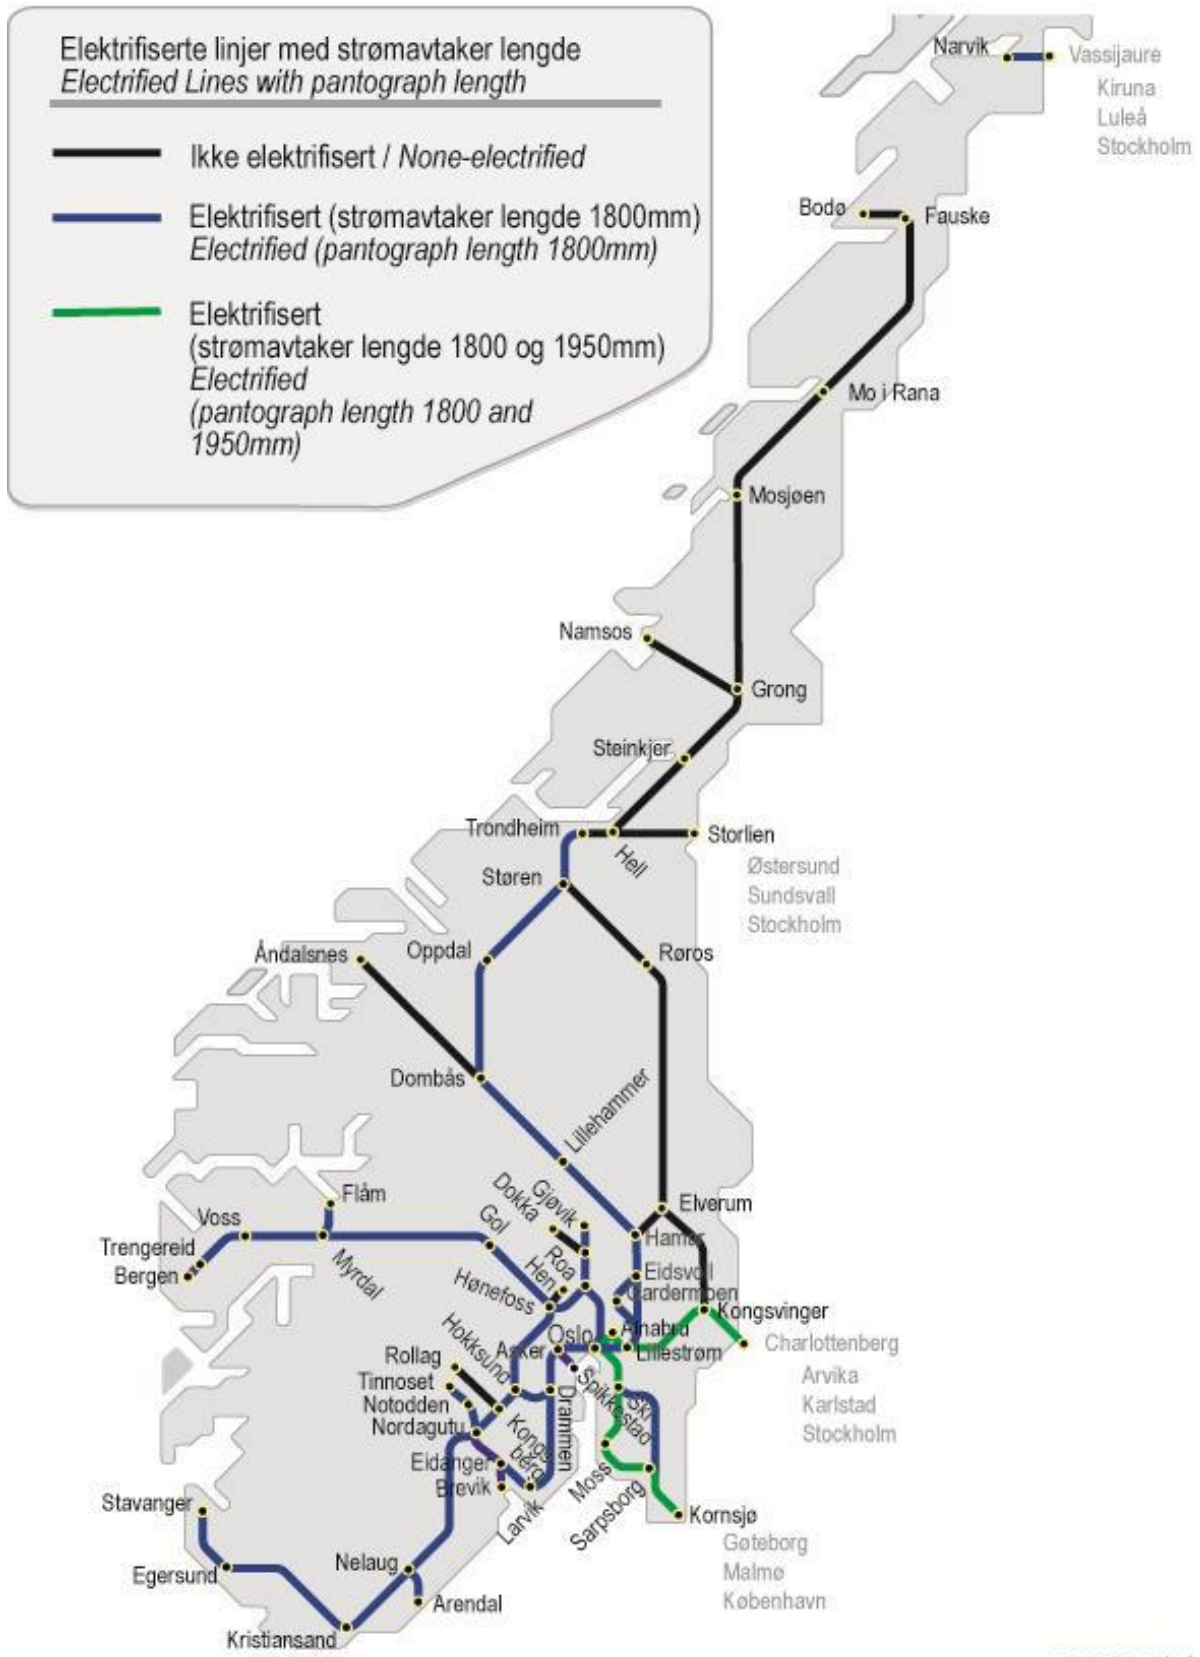 Elektrifiserte linjer med strømavtaker lengde
Electrified Lines with pantograph length
Ikke elektrifisert / None-electrified
Elektrifisert (strømavtaker lengde 1800mm)
Electrified (pantograph length 1800mm)
Elektrifisert
(strømavtaker lengde 1800 og 1950mm)
Electrified
(pantograph length 1800 and
1950mm)
Narvik
Vassijaure
Kiruna
Luleå
Stockholm
Bodø
Fauske
Mo i Rana
Mosjøen
Namsos
Grong
Steinkjer
Trondheim
Hell
Storlien
Østersund
Sundsvall
Stockholm
Støren
Oppdal
Røros
Åndalsnes
Dombås
Lillehammer
Elverum
Hamar
Flåm
Voss
Trengereid
Bergen
Myrdal
Gol
Dokka
Gjøvik
Roa
Hen
Hønefoss
Eidsvoll
Gardermoen
Kongsvinger
Charlottenberg
Arvika
Karlstad
Stockholm
Alnabru
Oslo
Lillestrøm
Asker
Hokksund
Spikkestad
Ski
Rollag
Tinnoset
Notodden
Nordagutu
Kongs
berg
Drammen
Eidanger
Brevik
Larvik
Moss
Sarpsborg
Kornsjø
Gøteborg
Malmø
København
Stavanger
Egersund
Nelaug
Arendal
Kristiansand